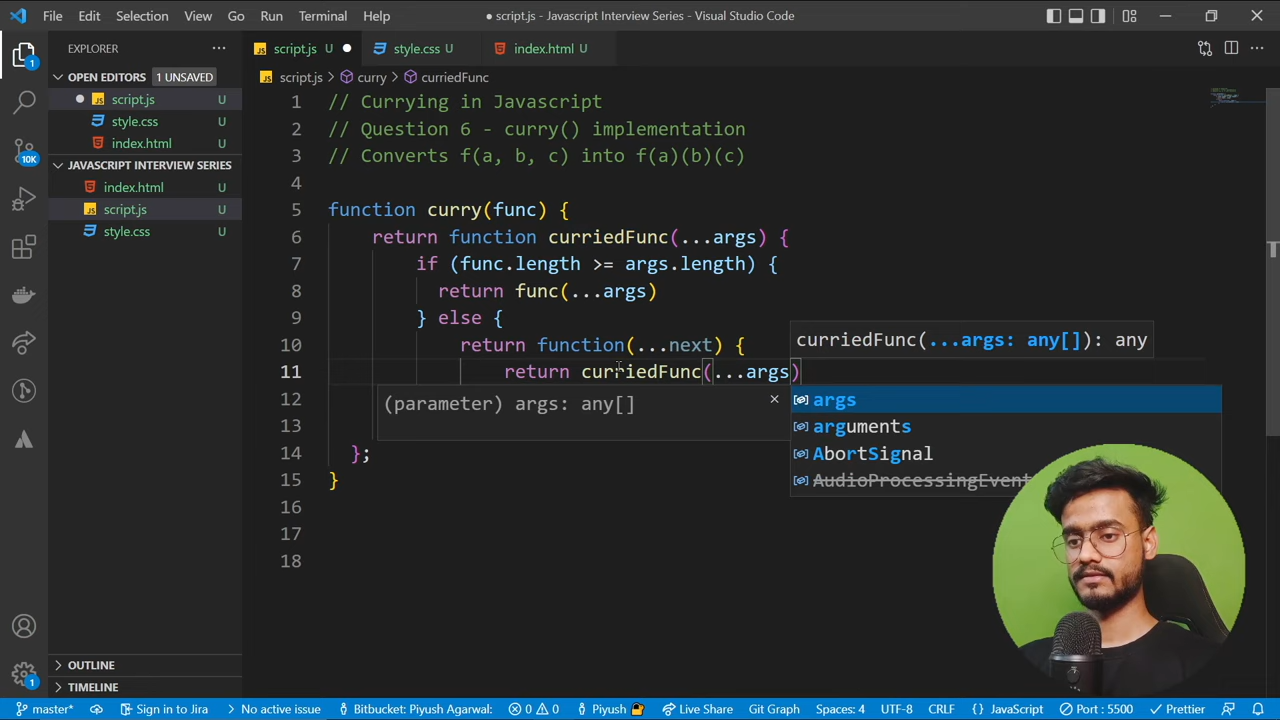 File Edit Selection View Go Run Terminal Help
● script.js - Javascript Interview Series - Visual Studio Code
EXPLORER
OPEN EDITORS 1 UNSAVED
script.js U
style.css U
index.html U
JAVASCRIPT INTERVIEW SERIES
index.html U
script.js U
style.css U
OUTLINE
TIMELINE
1
10K
1
JS script.js U ● style.css U index.html U
JS script.js > curry > curriedFunc
1 // Currying in Javascript
2 // Question 6 - curry() implementation
3 // Converts f(a, b, c) into f(a)(b)(c)
4
5 function curry(func) {
6 return function curriedFunc(...args) {
7 if (func.length >= args.length) {
8 return func(...args)
9 } else {
10 return function(...next) {
11 return curriedFunc(...args)
12
13
14 };
15 }
16
17
18
curriedFunc(...args: any[]): any
(parameter) args: any[]
args
arguments
AbortSignal
AudioProcessingEvent
master* Sign in to Jira No active issue Bitbucket: Piyush Agarwal: 0 0 Piyush Live Share Git Graph Spaces: 4 UTF-8 CRLF {} JavaScript Port : 5500 Prettier